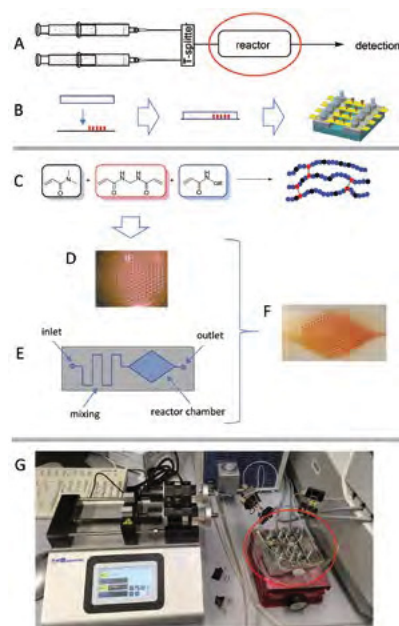 A
T-splitter
reactor
detection
B
C
D
E
inlet
outlet
mixing
reactor chamber
F
G